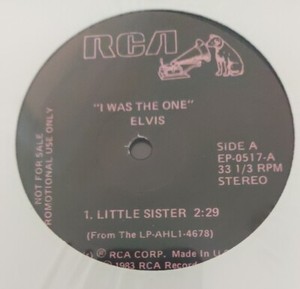 RCA
"I WAS THE ONE"
ELVIS
NOT FOR SALE
PROMOTIONAL USE ONLY
SIDE A
EP-0517-A
33 1/3 RPM
STEREO
1. LITTLE SISTER 2:29
(From The LP-AHL1-4678)
® RCA CORP. Made in U.
1983 RCA Record